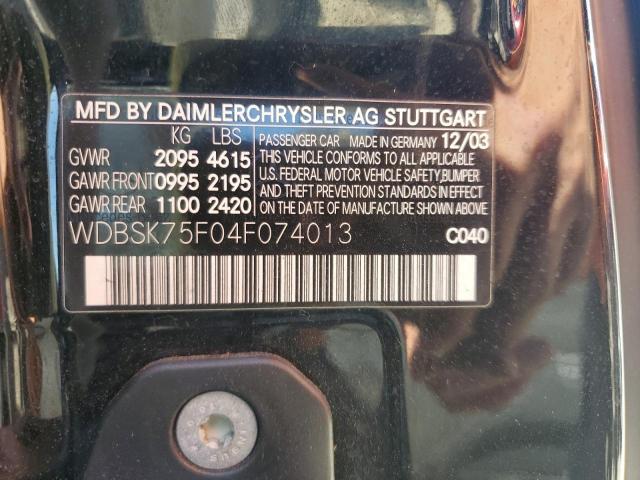 MFD BY DAIMLERCHRYSLER AG STUTTGART
KG LBS
GVWR 2095 4615
GAWR FRONT 0995 2195
GAWR REAR 1100 2420
PASSENGER CAR MADE IN GERMANY 12/03
THIS VEHICLE CONFORMS TO ALL APPLICABLE
U.S. FEDERAL MOTOR VEHICLE SAFETY,BUMPER
AND THEFT PREVENTION STANDARDS IN EFFECT
ON THE DATE OF MANUFACTURE SHOWN ABOVE.
WDBSK75F04F074013 C040